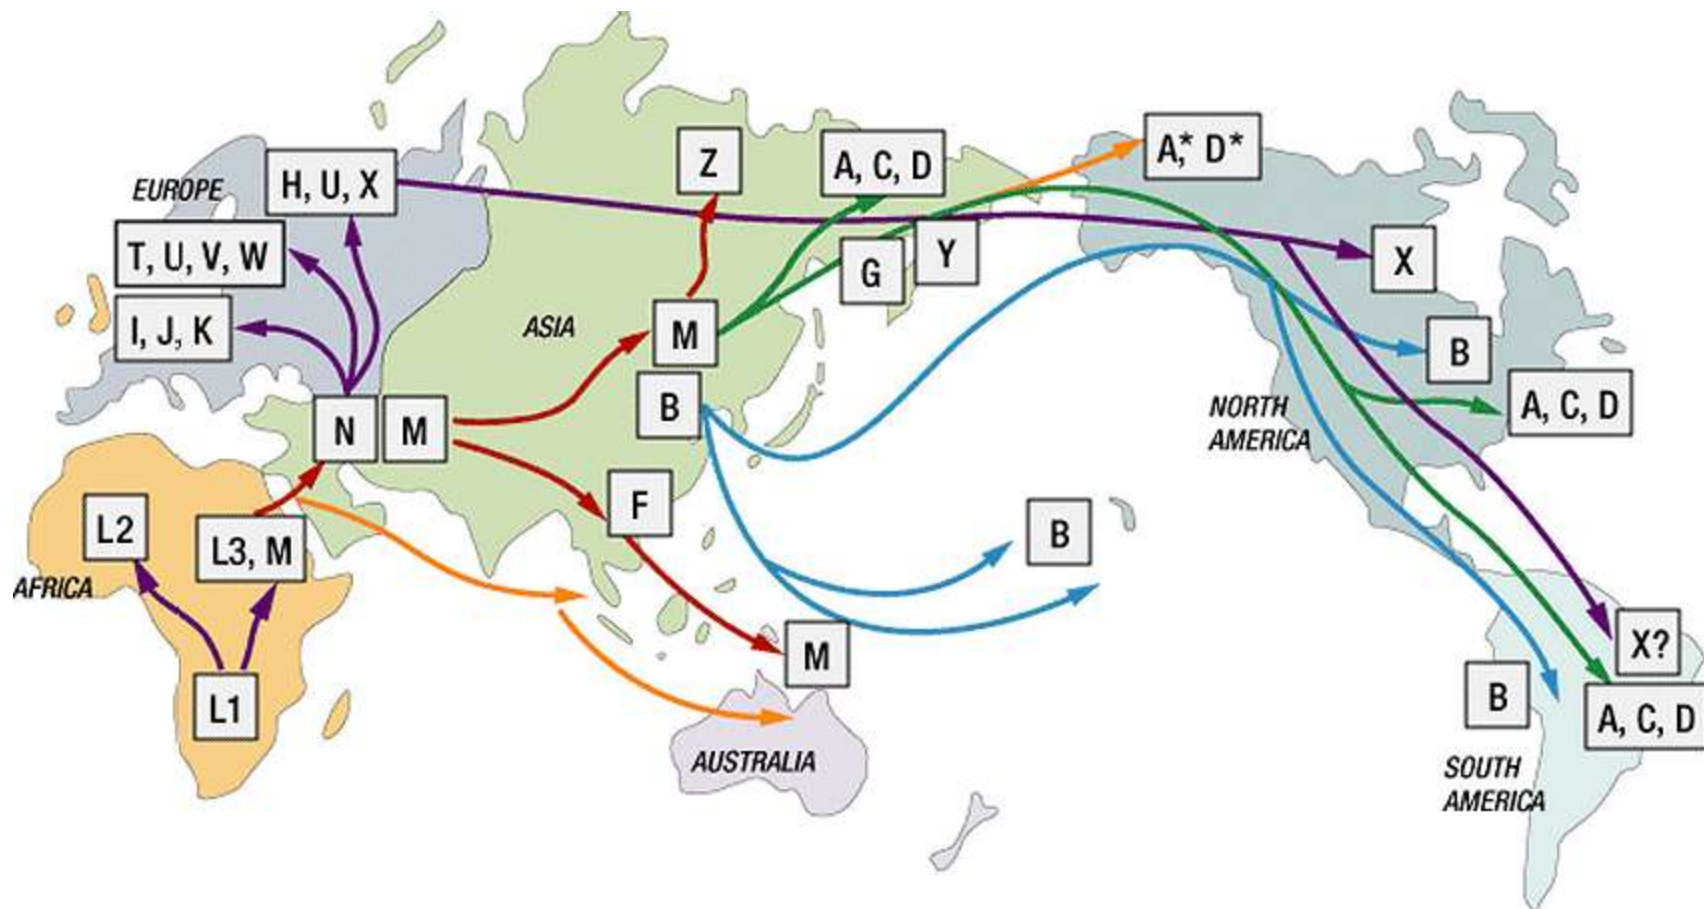 Z
A, C, D
A,* D*
EUROPE
H, U, X
T, U, V, W
G
Y
X
I, J, K
ASIA
M
B
B
A, C, D
NORTH
AMERICA
N
M
F
L2
L3, M
B
AFRICA
M
X?
L1
B
A, C, D
AUSTRALIA
SOUTH
AMERICA